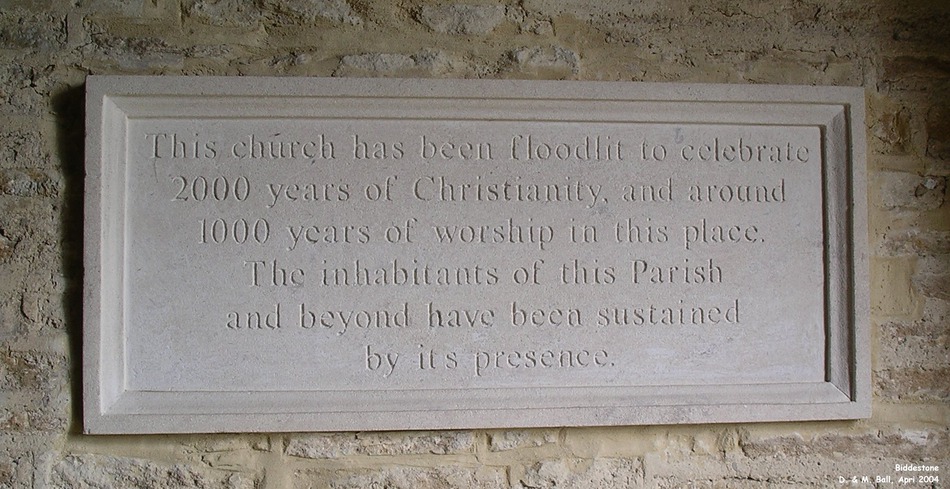 This church has been floodlit to celebrate
2000 years of Christianity, and around
1000 years of worship in this place.
The inhabitants of this Parish
and beyond have been sustained
by its presence.
Biddestone
D. & M. Ball, Apri 2004